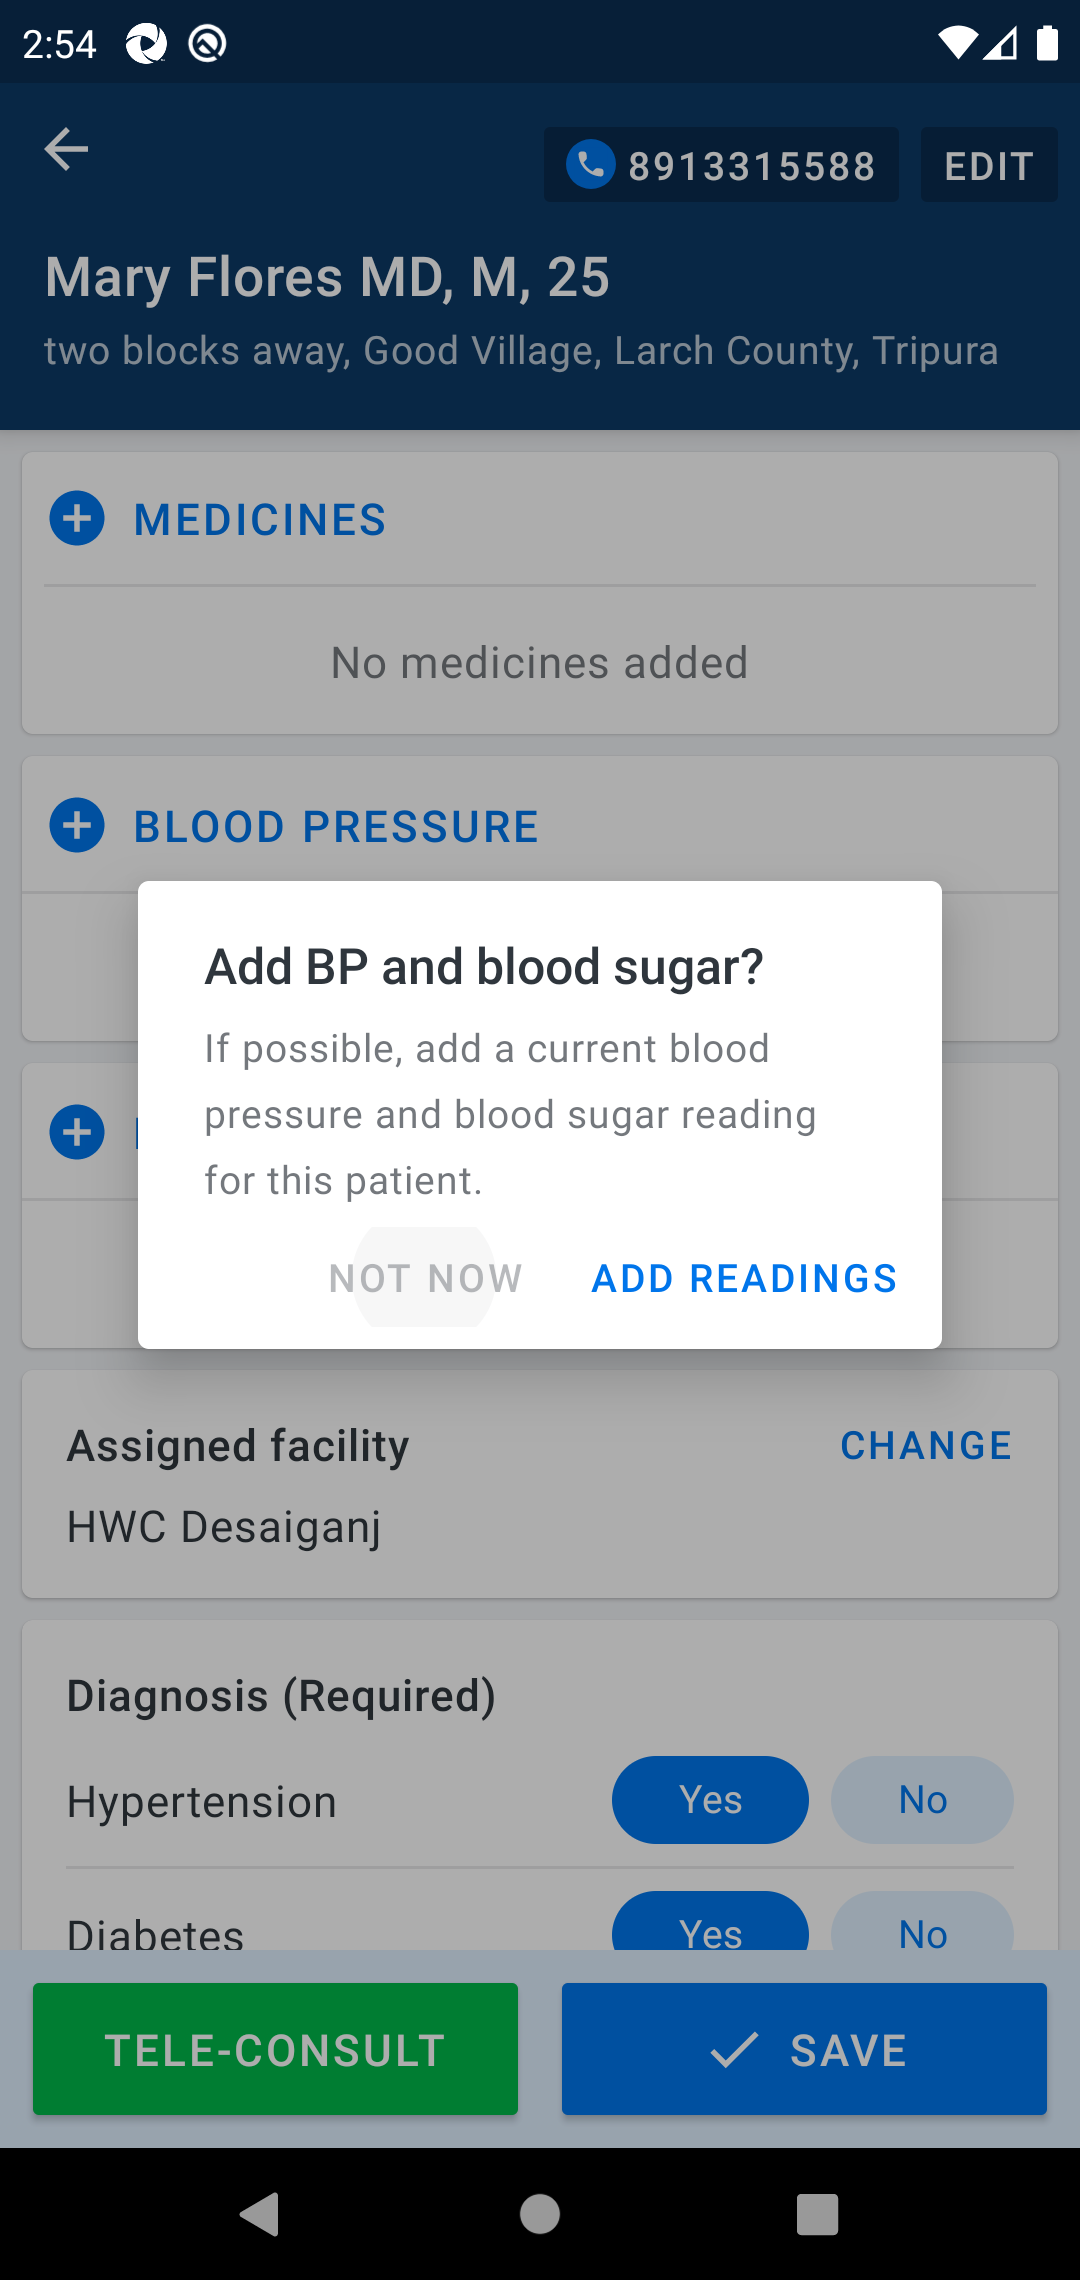 2:54
8913315588
EDIT
Mary Flores MD, M, 25
two blocks away, Good Village, Larch County, Tripura
MEDICINES
No medicines added
BLOOD PRESSURE
Add BP and blood sugar?
If possible, add a current blood
pressure and blood sugar reading
for this patient.
NOT NOW
ADD READINGS
Assigned facility
CHANGE
HWC Desaiganj
Diagnosis (Required)
Hypertension
Yes
No
Diabetes
Yes
No
TELE-CONSULT
SAVE